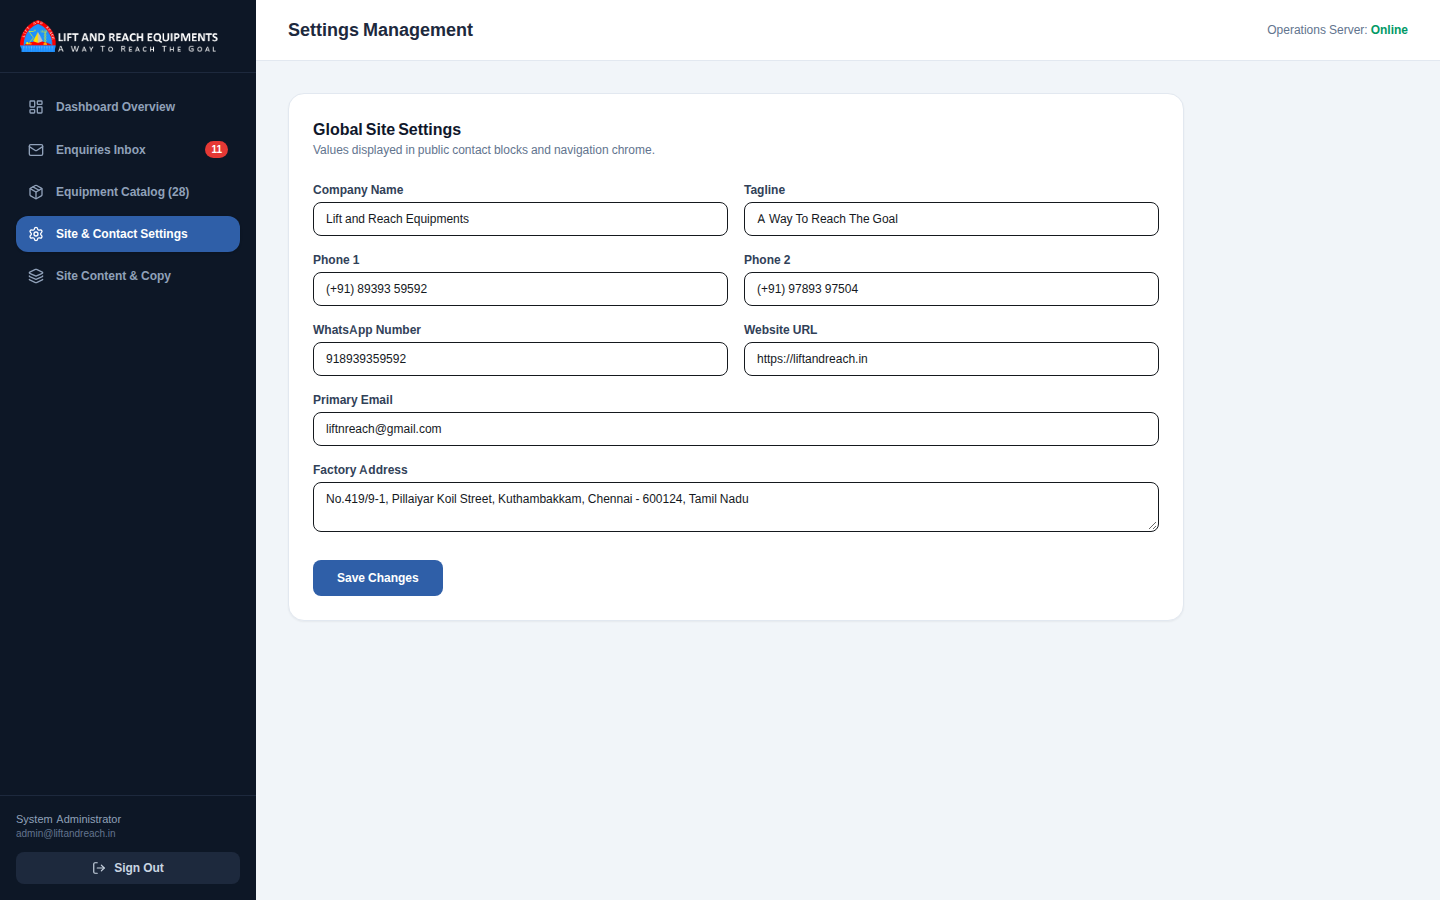 LIFT AND REACH EQUIPMENTS
A WAY TO REACH THE GOAL
Dashboard Overview
Enquiries Inbox 11
Equipment Catalog (28)
Site & Contact Settings
Site Content & Copy
System Administrator
admin@liftandreach.in
Sign Out
Settings Management
Operations Server: Online
Global Site Settings
Values displayed in public contact blocks and navigation chrome.
Company Name
Lift and Reach Equipments
Tagline
A Way To Reach The Goal
Phone 1
(+91) 89393 59592
Phone 2
(+91) 97893 97504
WhatsApp Number
918939359592
Website URL
https://liftandreach.in
Primary Email
liftnreach@gmail.com
Factory Address
No.419/9-1, Pillaiyar Koil Street, Kuthambakkam, Chennai - 600124, Tamil Nadu
Save Changes